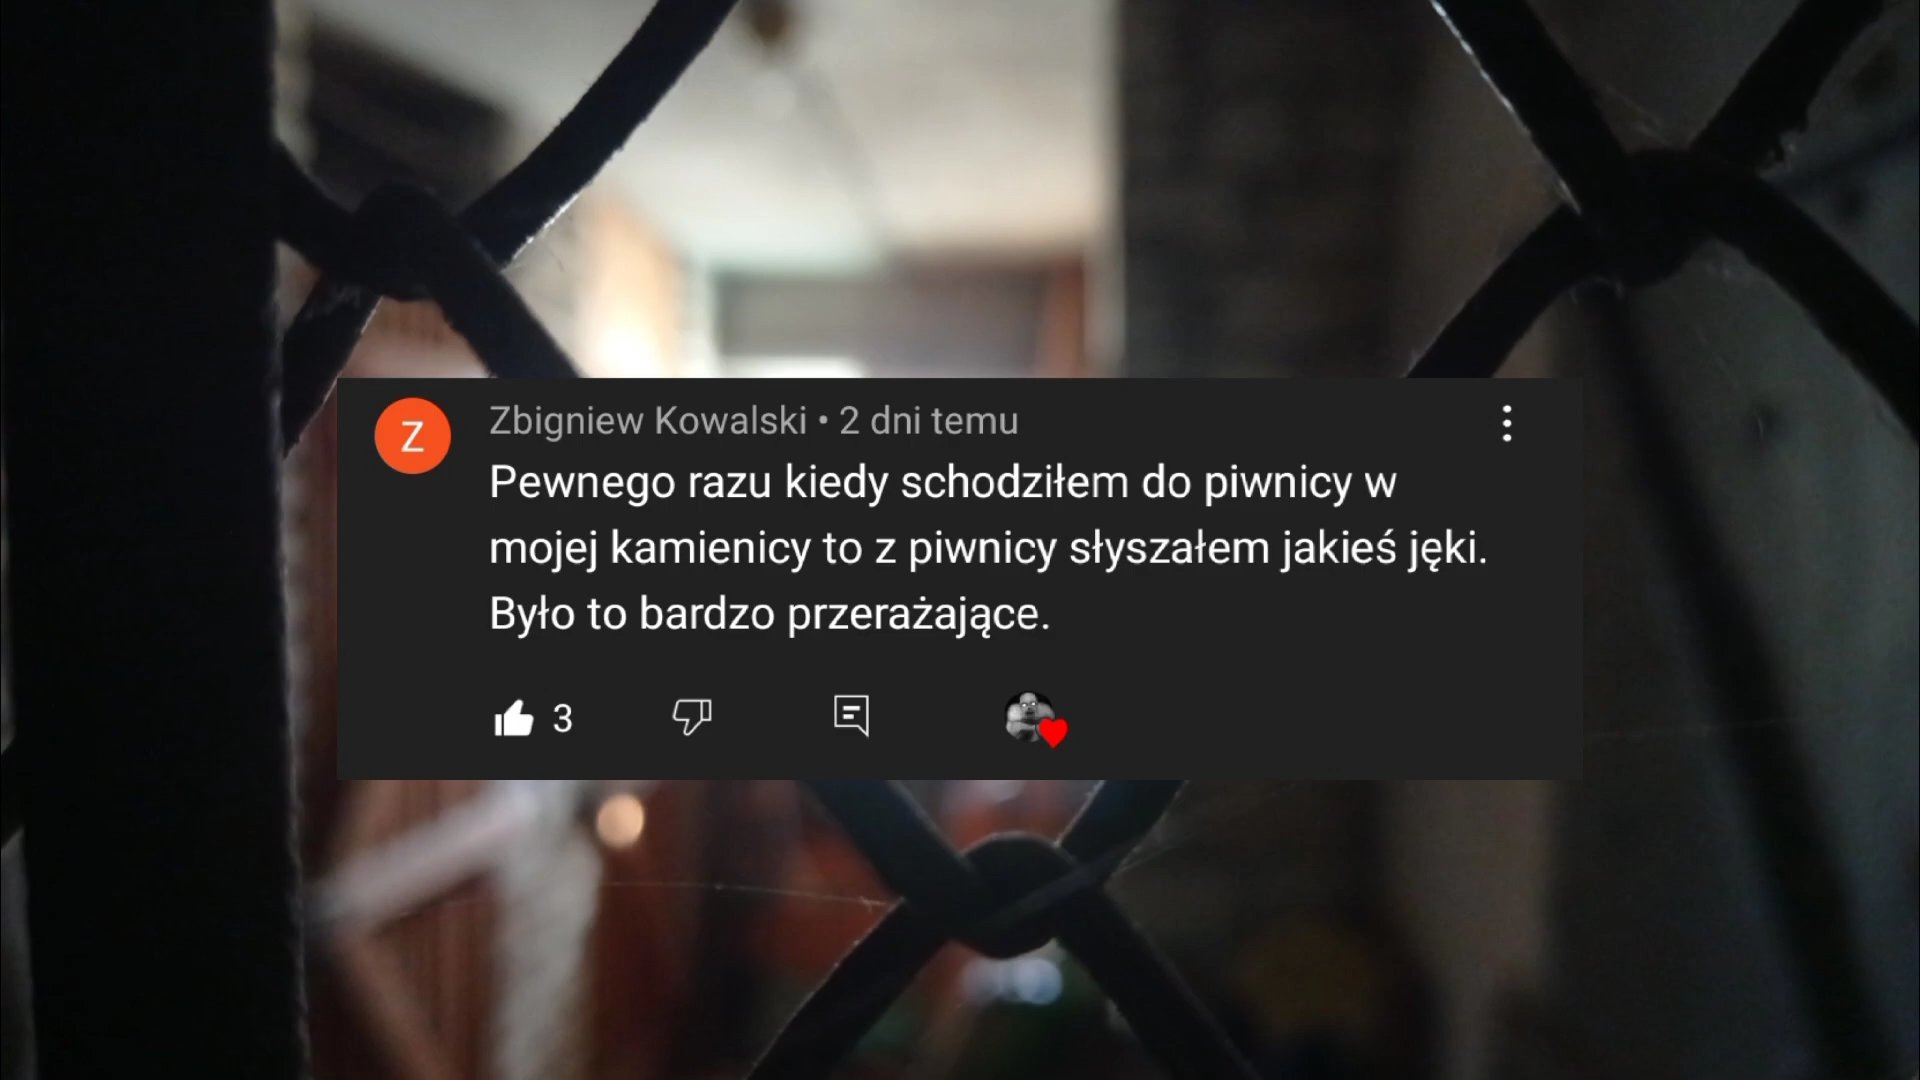 Z
Zbigniew Kowalski • 2 dni temu
Pewnego razu kiedy schodziłem do piwnicy w
mojej kamienicy to z piwnicy słyszałem jakieś jęki.
Było to bardzo przerażające.
3